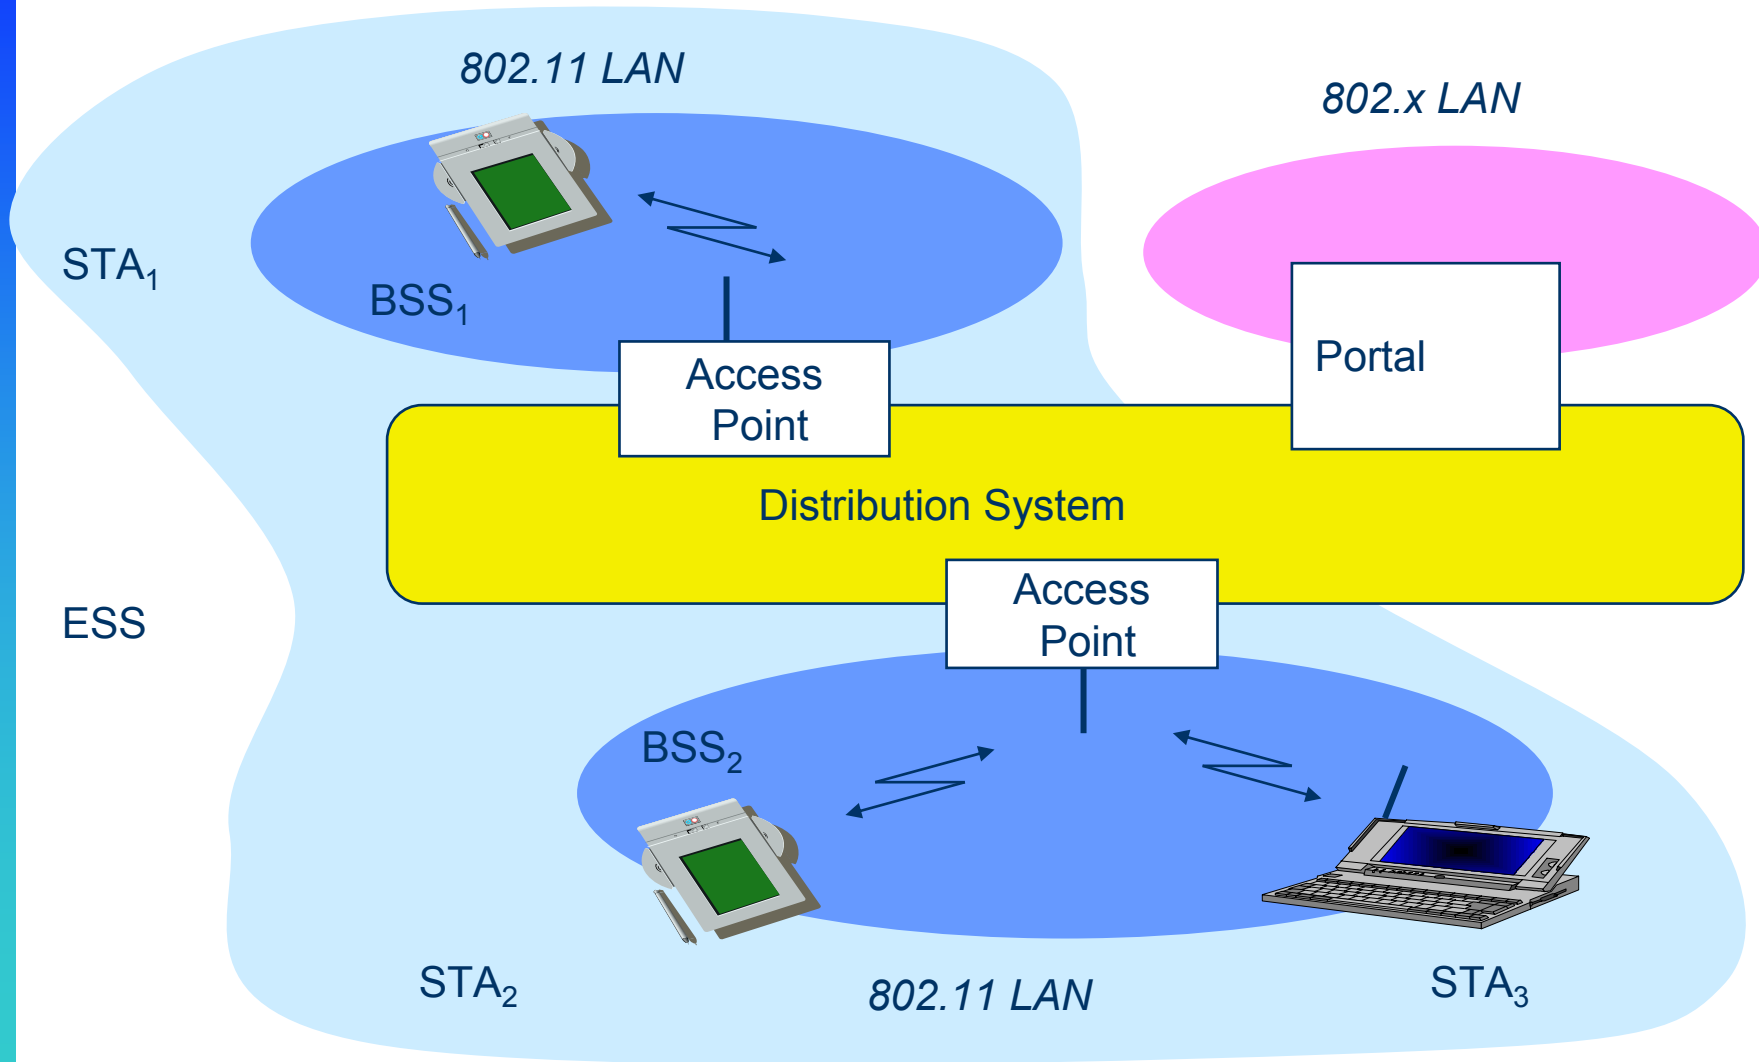 802.11 LAN
802.x LAN
STA₁
BSS₁
Access
Point
Portal
Distribution System
ESS
Access
Point
BSS₂
STA₂
802.11 LAN
STA₃